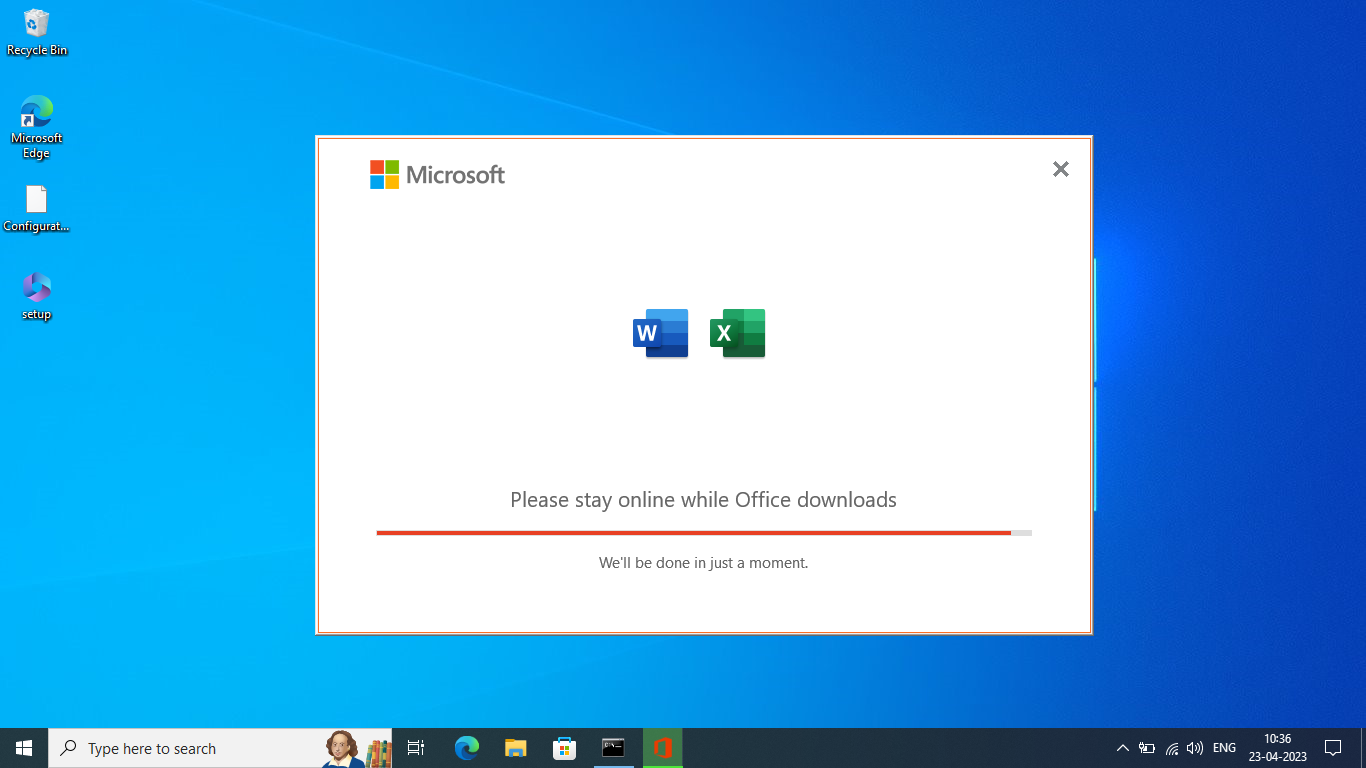 Recycle Bin
Microsoft
Edge
Configurat...
setup
Microsoft
W
X
Please stay online while Office downloads
We'll be done in just a moment.
Type here to search
ENG
10:36
23-04-2023